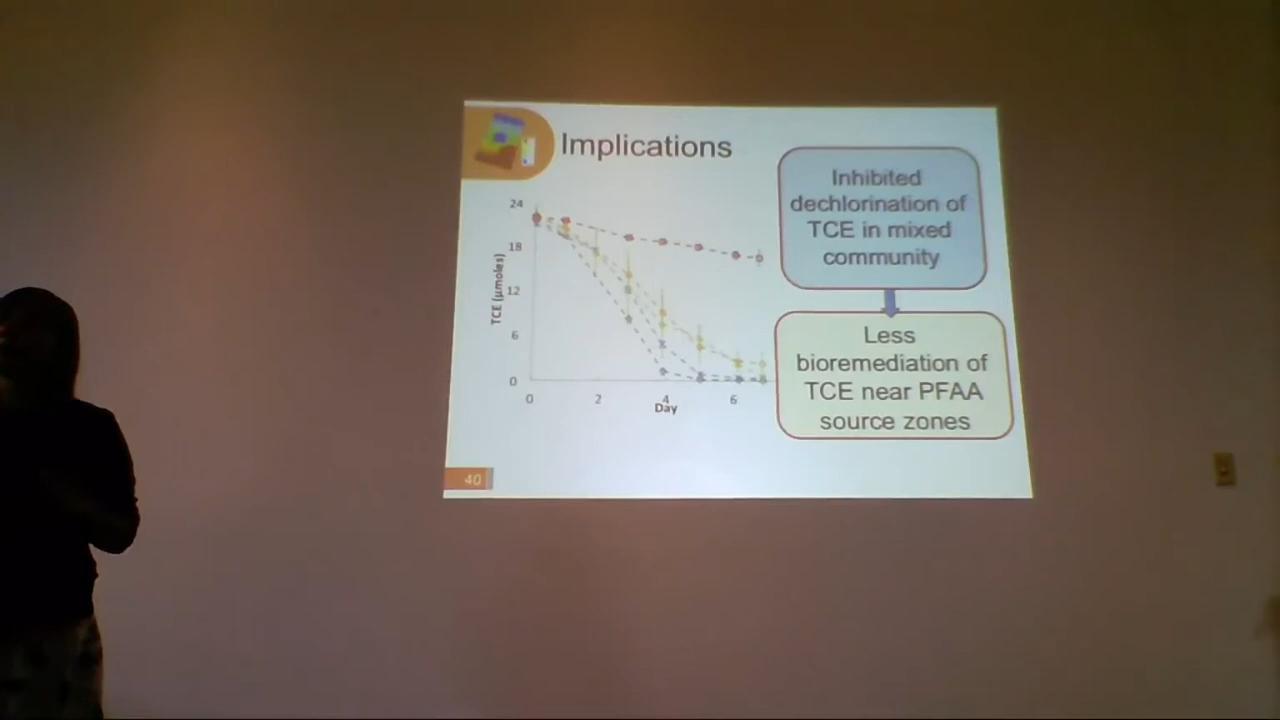 Implications
24
18
12
6
0
TCE (μmoles)
0 2 4 6
Day
Inhibited
dechlorination of
TCE in mixed
community
Less
bioremediation of
TCE near PFAA
source zones
40